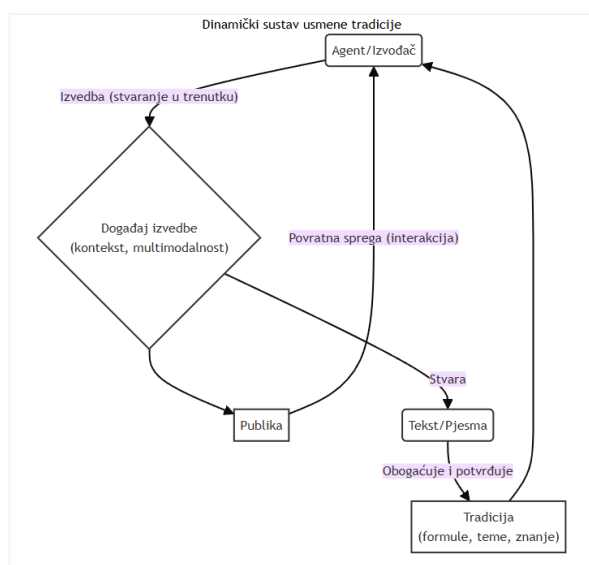 Dinamički sustav usmene tradicije
Agent/Izvođač
Izvedba (stvaranje u trenutku)
Događaj izvedbe
(kontekst, multimodalnost)
Povratna sprega (interakcija)
Stvara
Publika
Tekst/Pjesma
Obogaćuje i potvrđuje
Tradicija
(formule, teme, znanje)